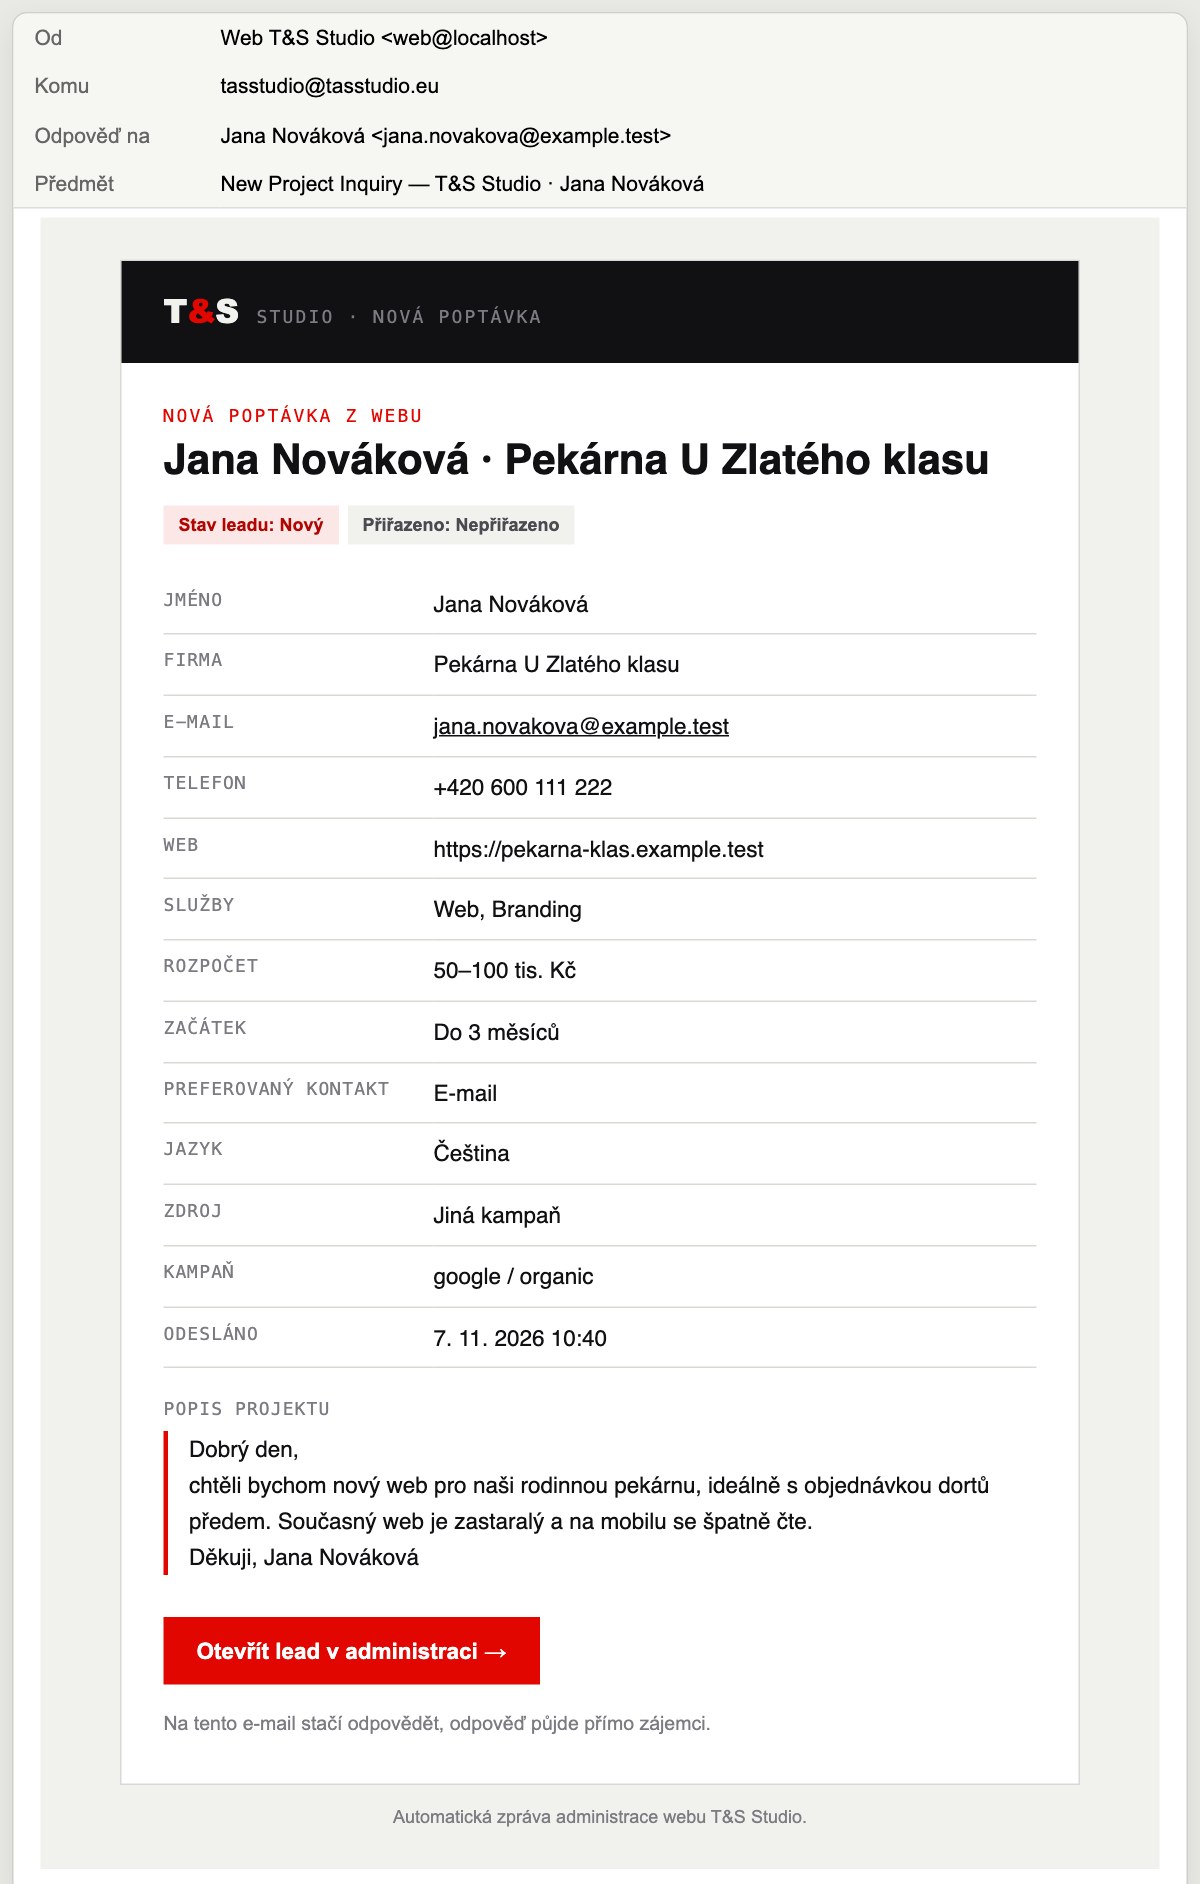 Od Web T&S Studio <web@localhost>
Komu tasstudio@tasstudio.eu
Odpověď na Jana Nováková <jana.novakova@example.test>
Předmět New Project Inquiry — T&S Studio · Jana Nováková
T&S STUDIO · NOVÁ POPTÁVKA
NOVÁ POPTÁVKA Z WEBU
Jana Nováková · Pekárna U Zlatého klasu
Stav leadu: Nový Přiřazeno: Nepřiřazeno
JMÉNO Jana Nováková
FIRMA Pekárna U Zlatého klasu
E-MAIL jana.novakova@example.test
TELEFON +420 600 111 222
WEB https://pekarna-klas.example.test
SLUŽBY Web, Branding
ROZPOČET 50–100 tis. Kč
ZAČÁTEK Do 3 měsíců
PREFEROVANÝ KONTAKT E-mail
JAZYK Čeština
ZDROJ Jiná kampaň
KAMPAŇ google / organic
ODESLÁNO 7. 11. 2026 10:40
POPIS PROJEKTU
Dobrý den,
chtěli bychom nový web pro naši rodinnou pekárnu, ideálně s objednávkou dortů
předem. Současný web je zastaralý a na mobilu se špatně čte.
Děkuji, Jana Nováková
Otevřít lead v administraci →
Na tento e-mail stačí odpovědět, odpověď půjde přímo zájemci.
Automatická zpráva administrace webu T&S Studio.